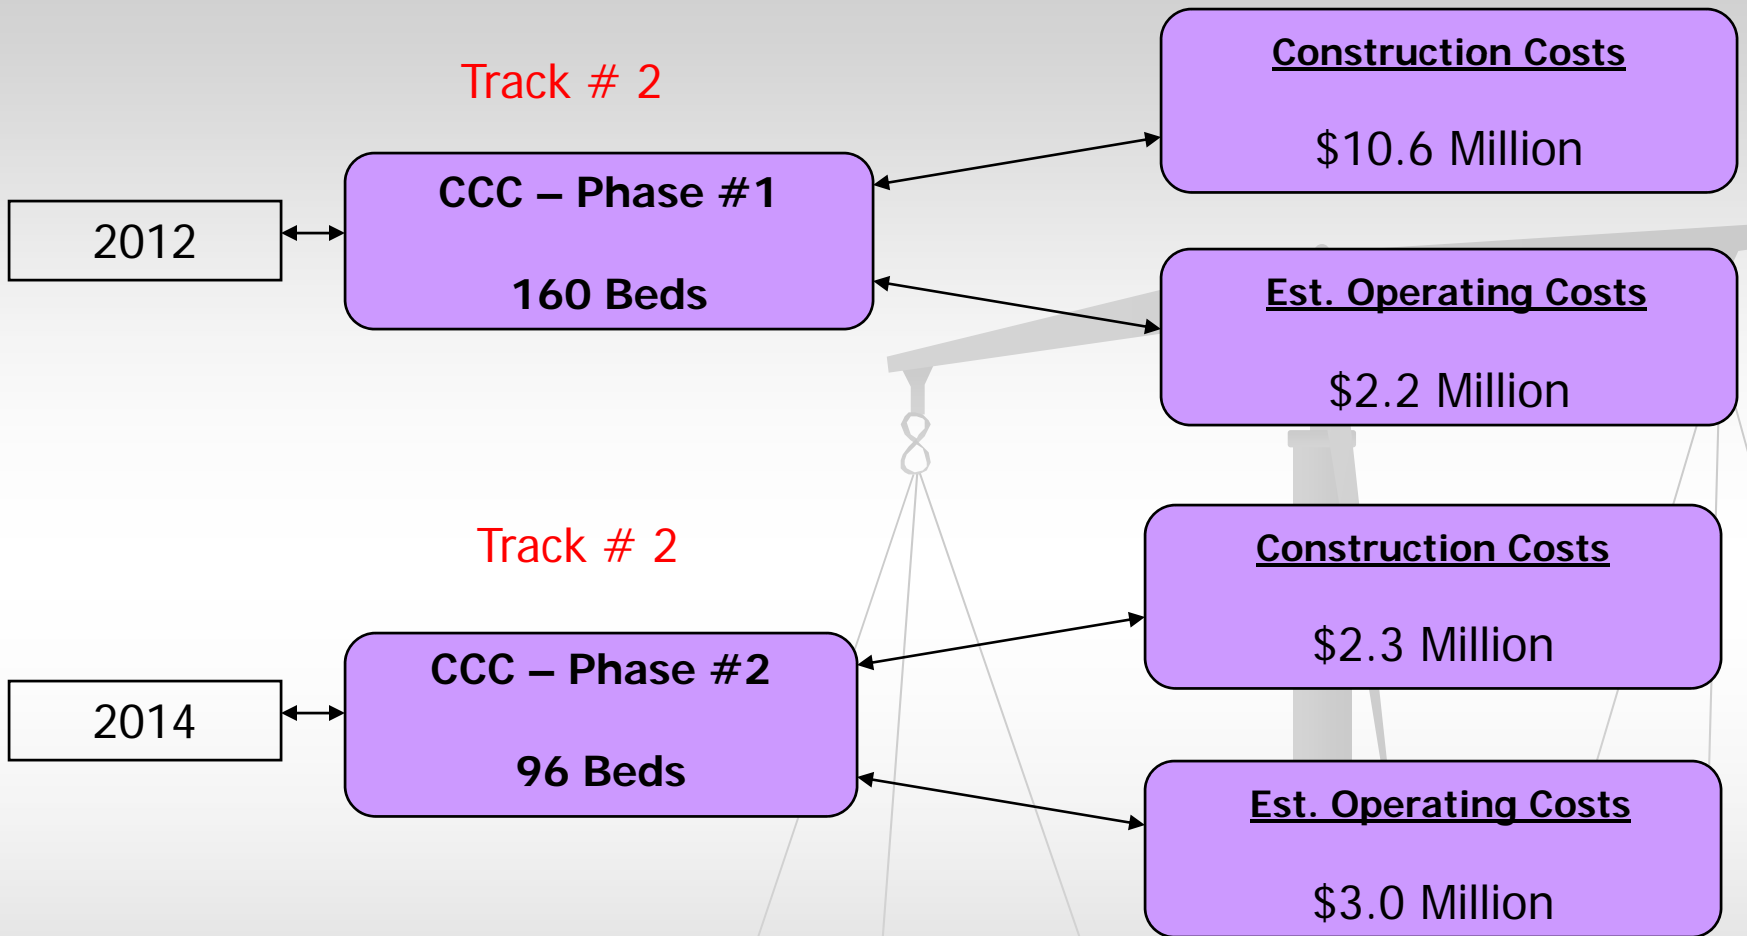 Track # 2
2012
CCC – Phase #1
160 Beds
Construction Costs
$10.6 Million
Est. Operating Costs
$2.2 Million
Track # 2
2014
CCC – Phase #2
96 Beds
Construction Costs
$2.3 Million
Est. Operating Costs
$3.0 Million